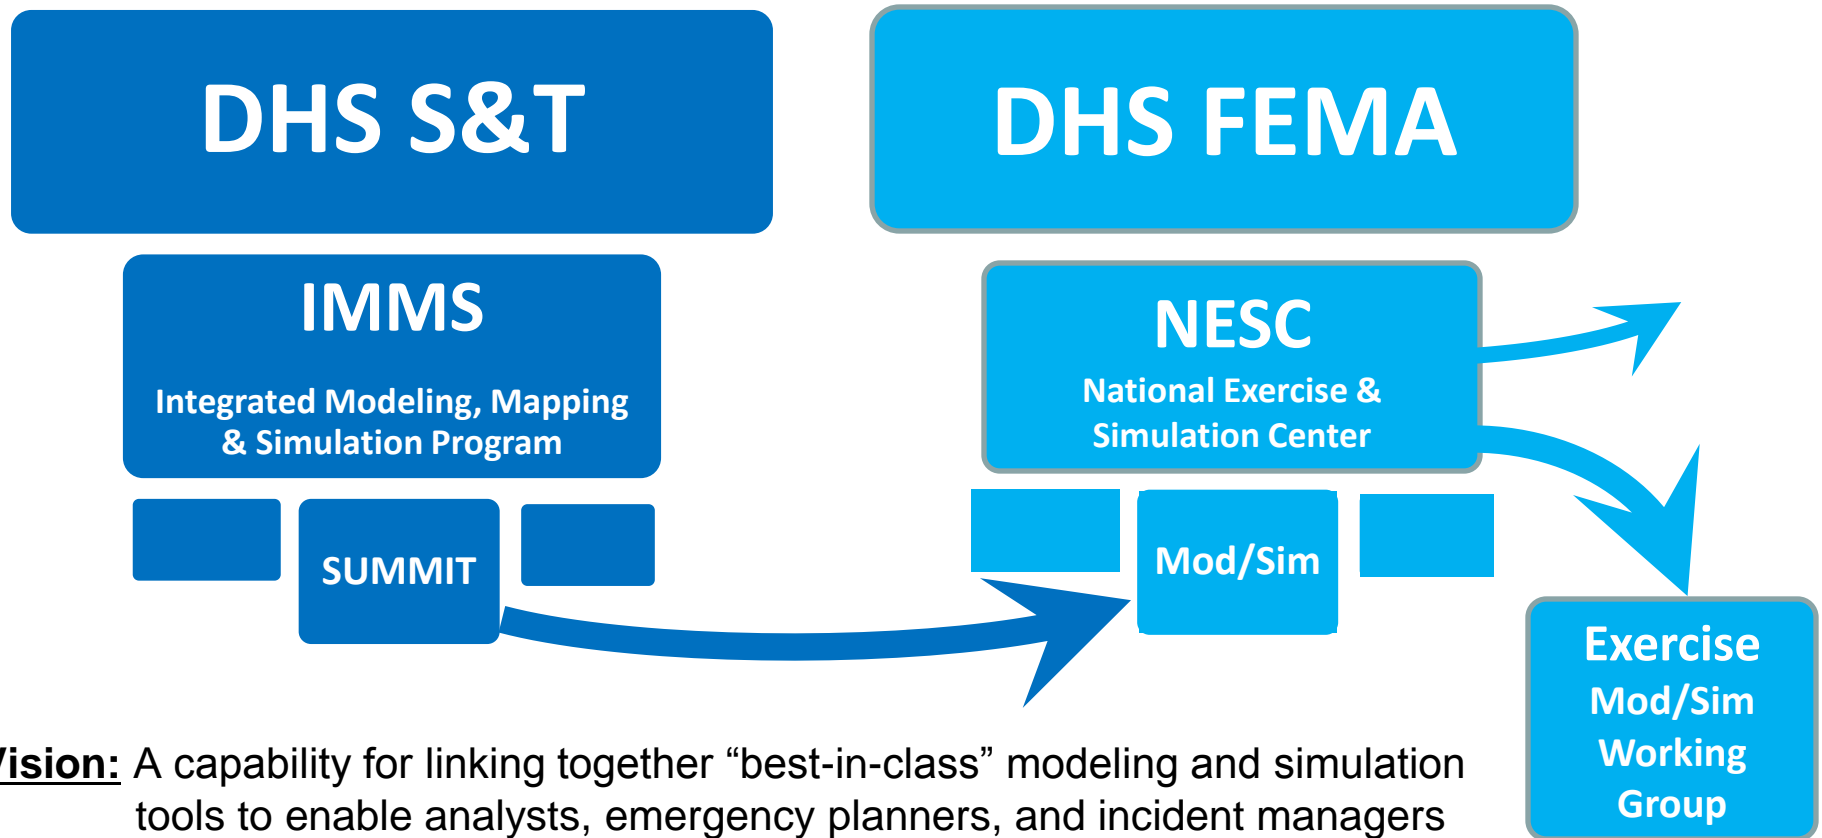 DHS S&T
DHS FEMA
IMMS
Integrated Modeling, Mapping
& Simulation Program
NESC
National Exercise &
Simulation Center
SUMMIT
Mod/Sim
Exercise
Mod/Sim
Working
Group
Vision: A capability for linking together “best-in-class” modeling and simulation
tools to enable analysts, emergency planners, and incident managers